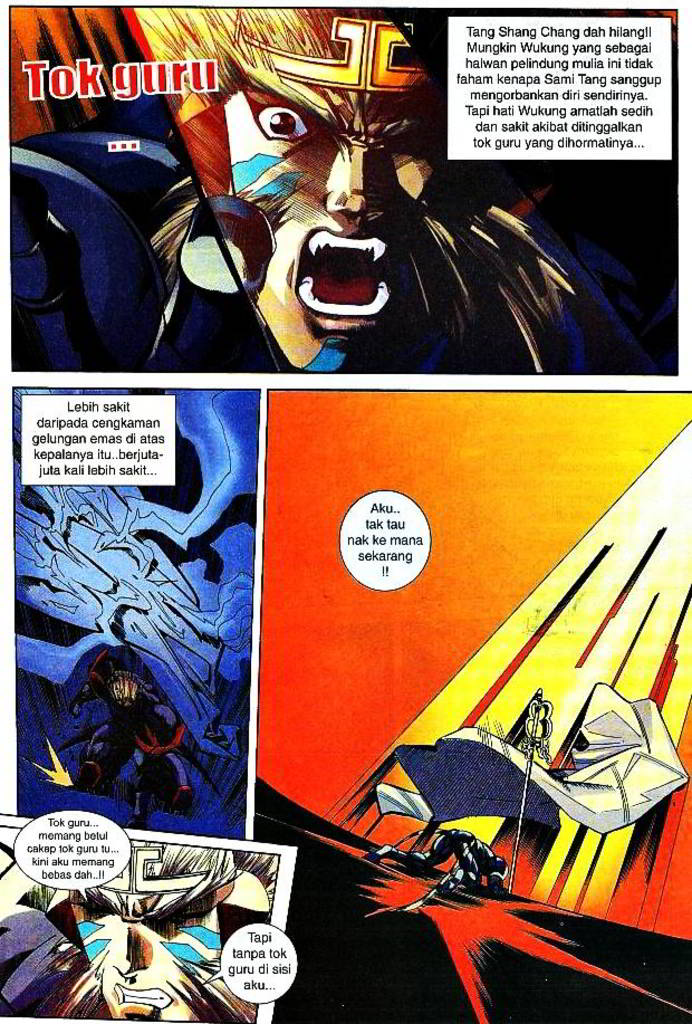 Tok guru
...
Tang Shang Chang dah hilang!!
Mungkin Wukung yang sebagai
haiwan pelindung mulia ini tidak
faham kenapa Sami Tang sanggup
mengorbankan diri sendirinya.
Tapi hati Wukung amatlah sedih
dan sakit akibat ditinggalkan
tok guru yang dihormatinya...
Lebih sakit
daripada cengkaman
gelungan emas di atas
kepalanya itu..berjuta-
juta kali lebih sakit...
Aku..
tak tau
nak ke mana
sekarang
!!
Tok guru...
memang betul
cakap tok guru tu...
kini aku memang
bebas dah..!!
Tapi
tanpa tok
guru di sisi
aku...